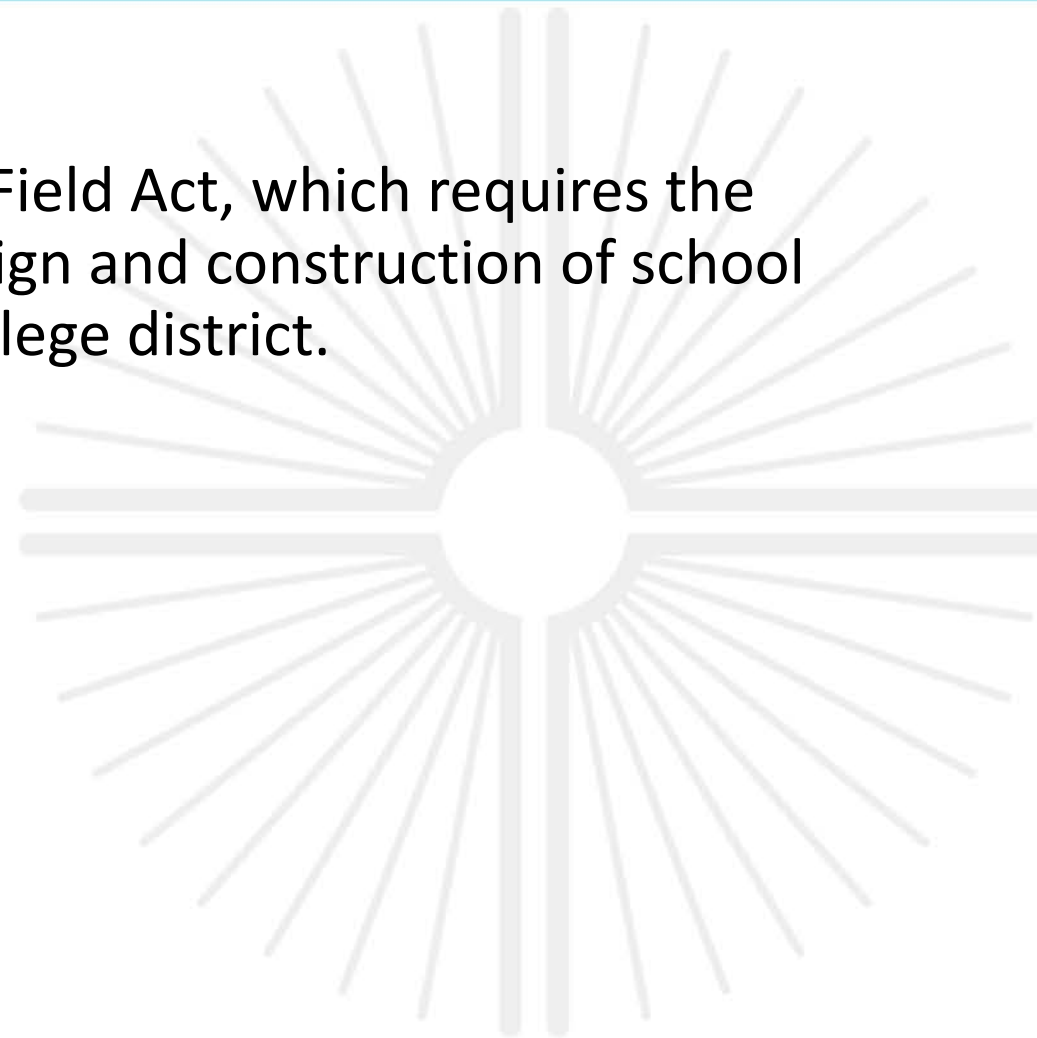 Field Act, which requires the
ign and construction of school
lege district.